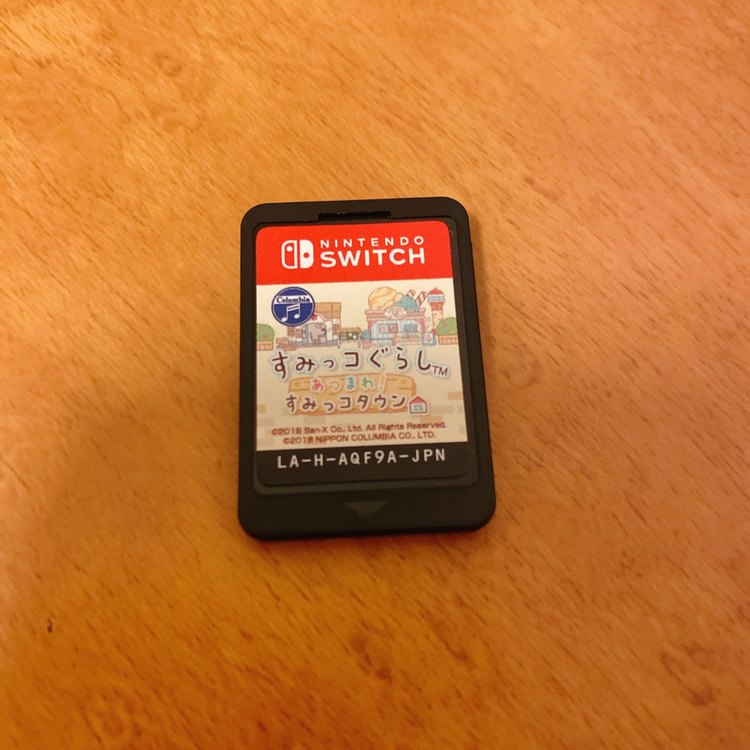 NINTENDO
SWITCH
Columbia
すみっコぐらし™
あつまれ!
すみっコタウン
©2018 San-X Co., Ltd. All Rights Reserved.
©2018 NIPPON COLUMBIA CO., LTD.
LA-H-AQF9A-JPN